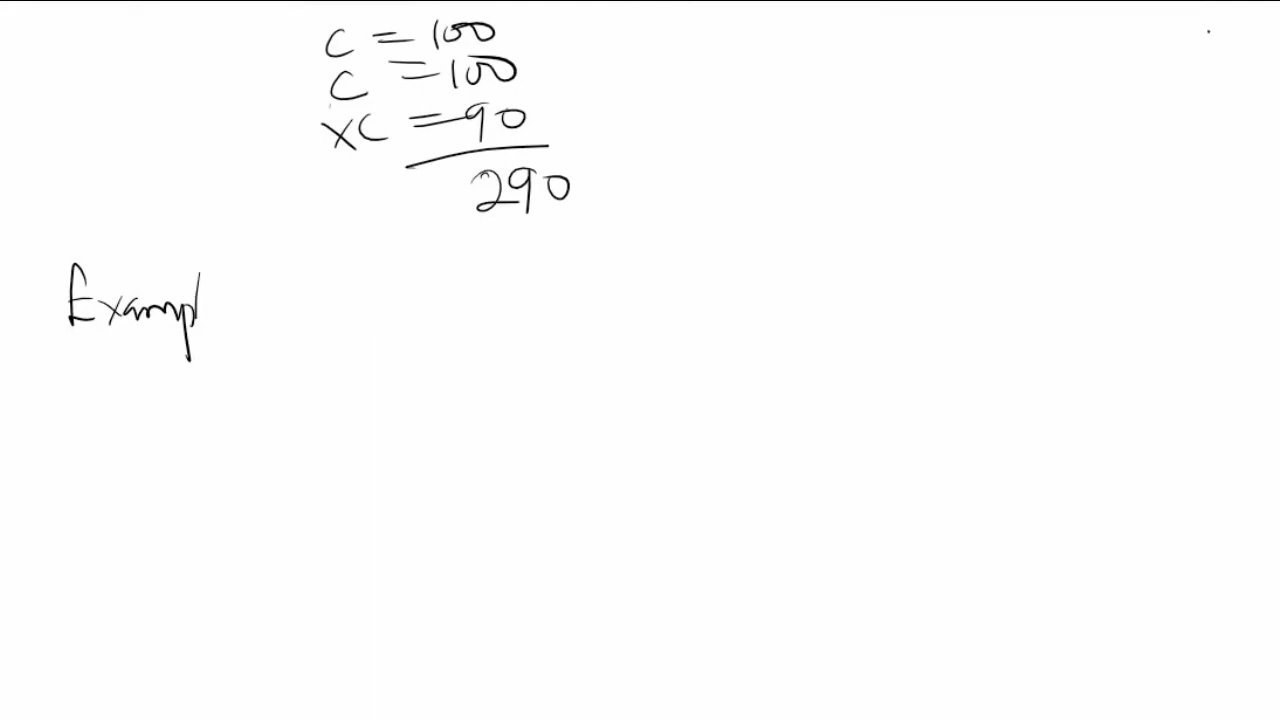 C = 100
C = 100
XC = 90
290
Exampl